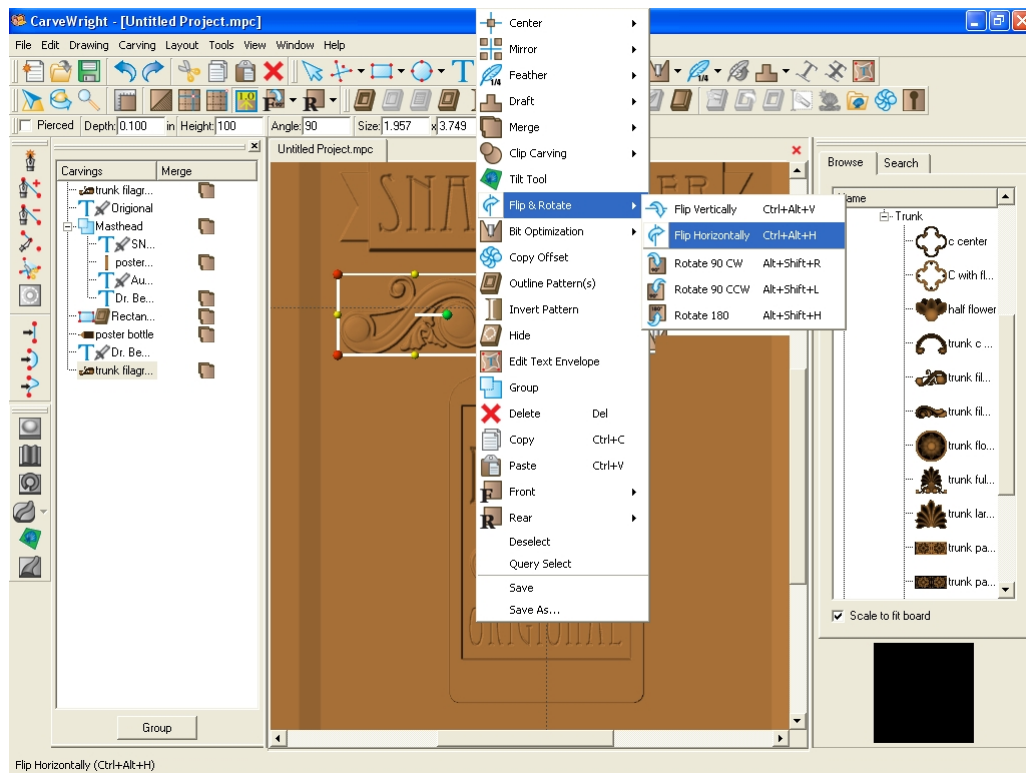 CarveWright - [Untitled Project.mpc]
File Edit Drawing Carving Layout Tools View Window Help
Pierced Depth: 0.100 in Height: 100 Angle: 90 Size: 1.957 x 3.749
Untitled Project.mpc
Carvings Merge
trunk filagr...
Origional
Masthead
SN...
poster...
Au...
Dr. Be...
Rectan...
poster bottle
Dr. Be...
trunk filagr...
Group
Center
Mirror
Feather
Draft
Merge
Clip Carving
Tilt Tool
Flip & Rotate
Bit Optimization
Copy Offset
Outline Pattern(s)
Invert Pattern
Hide
Edit Text Envelope
Group
Delete Del
Copy Ctrl+C
Paste Ctrl+V
Front
Rear
Deselect
Query Select
Save
Save As...
Flip Vertically Ctrl+Alt+V
Flip Horizontally Ctrl+Alt+H
Rotate 90 CW Alt+Shift+R
Rotate 90 CCW Alt+Shift+L
Rotate 180 Alt+Shift+H
ORIGIONAL
Browse Search
Name
Trunk
c center
C with fl...
half flower
trunk c ...
trunk fil...
trunk fil...
trunk flo...
trunk ful...
trunk lar...
trunk pa...
trunk pa...
Scale to fit board
Flip Horizontally (Ctrl+Alt+H)